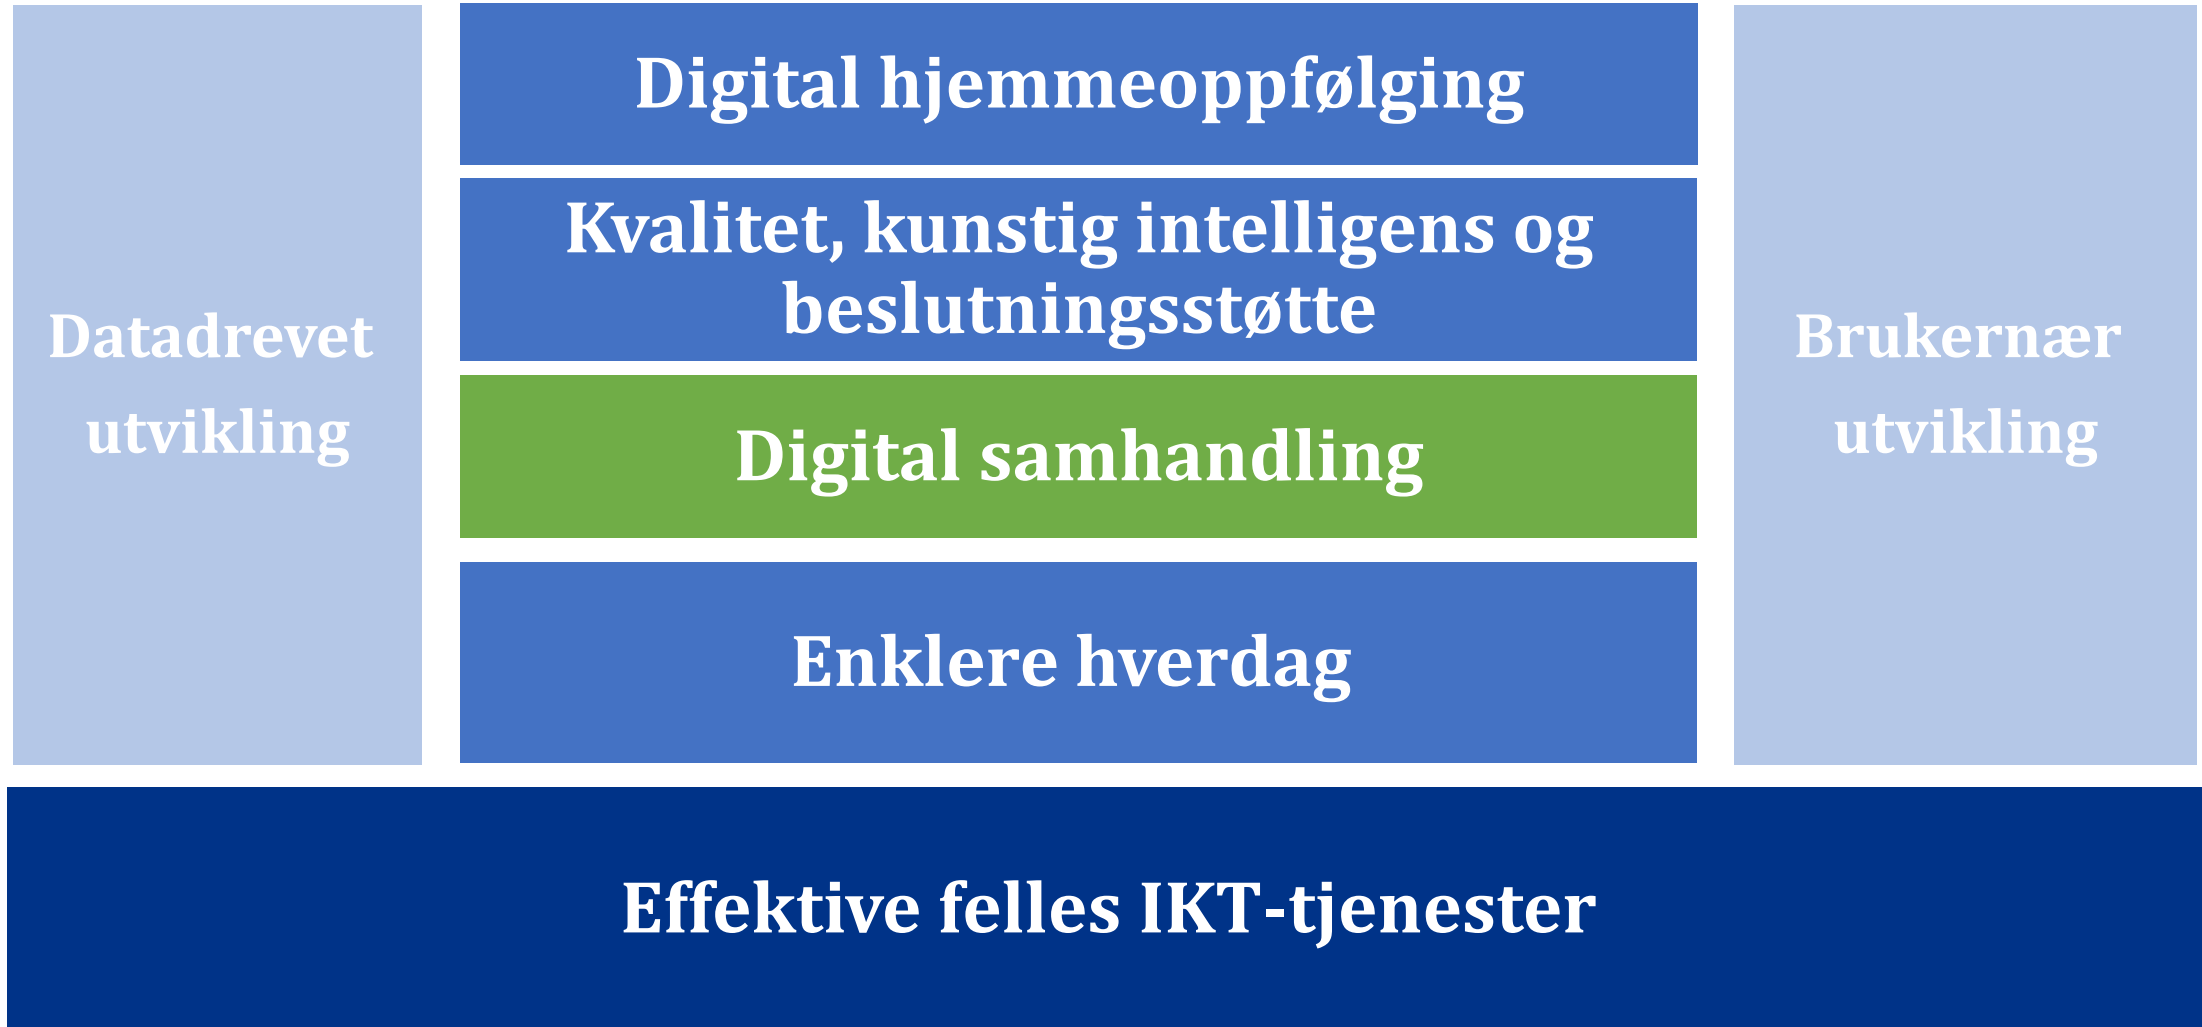 Datadrevet
utvikling
Digital hjemmeoppfølging
Kvalitet, kunstig intelligens og
beslutningsstøtte
Digital samhandling
Enklere hverdag
Brukernær
utvikling
Effektive felles IKT-tjenester